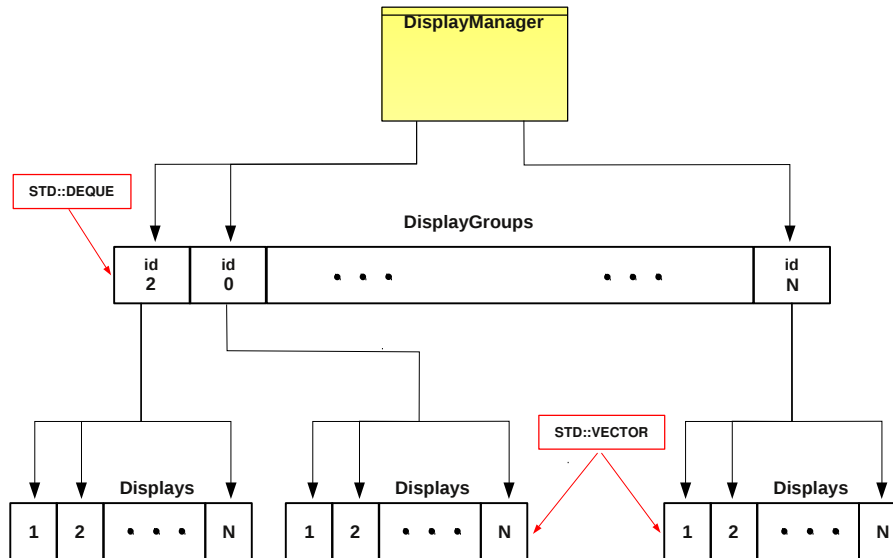 DisplayManager
STD::DEQUE
DisplayGroups
id 2
id 0
• • •
• • •
id N
STD::VECTOR
Displays
Displays
Displays
1 2 • • • N
1 2 • • • N
1 2 • • • N